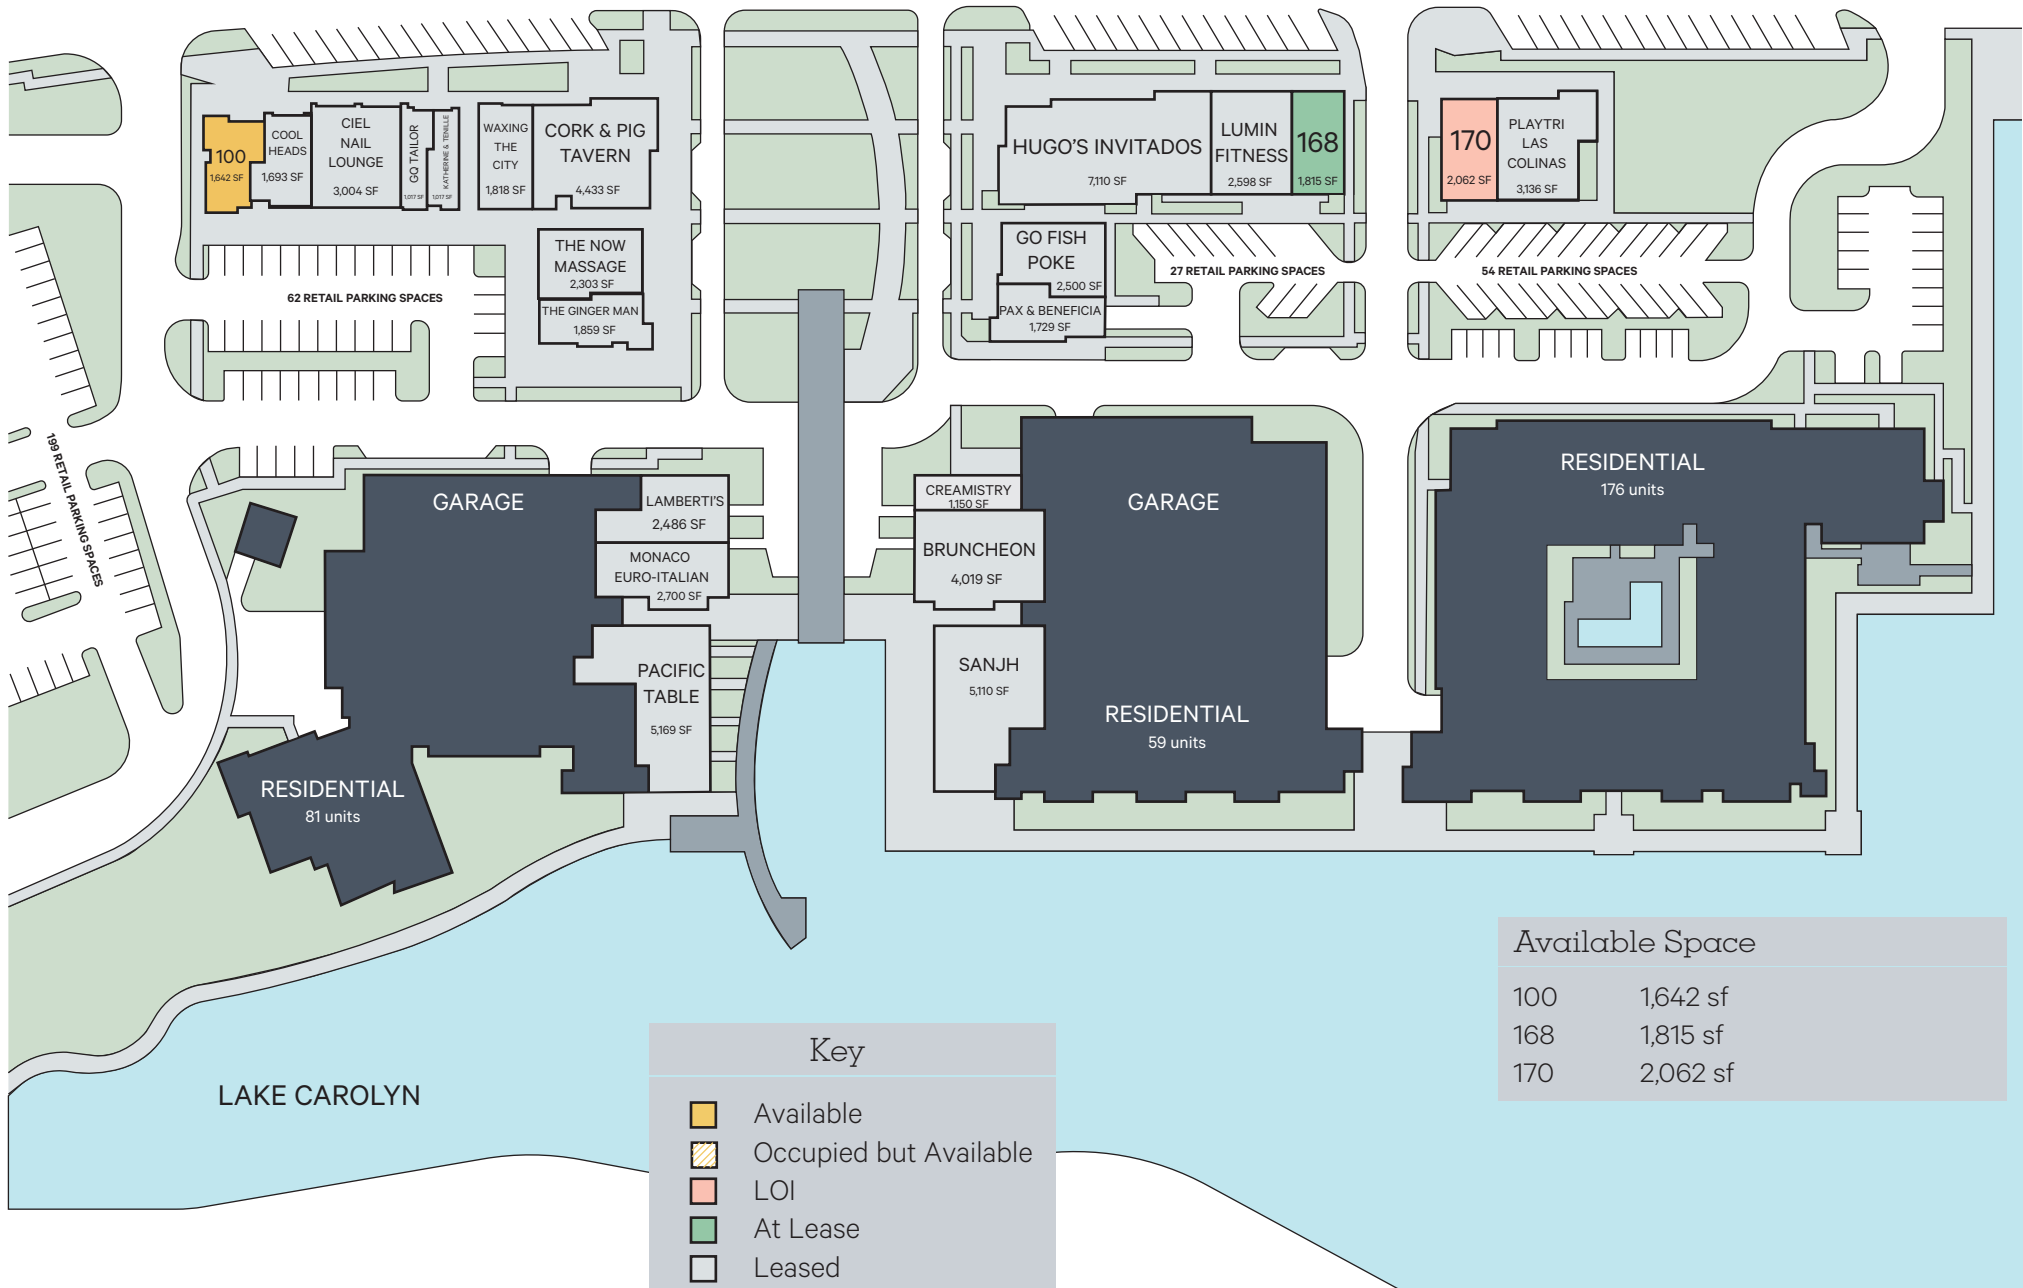 100
1,642 SF
COOL
HEADS
1,693 SF
CIEL
NAIL
LOUNGE
3,004 SF
GQ TAILOR
1,017 SF
KATHERINE & TENILLE
1,017 SF
WAXING
THE
CITY
1,818 SF
CORK & PIG
TAVERN
4,433 SF
HUGO'S INVITADOS
7,110 SF
LUMIN
FITNESS
2,598 SF
168
1,815 SF
170
2,062 SF
PLAYTRI
LAS
COLINAS
3,136 SF
THE NOW
MASSAGE
2,303 SF
THE GINGER MAN
1,859 SF
GO FISH
POKE
2,500 SF
PAX & BENEFICIA
1,729 SF
62 RETAIL PARKING SPACES
27 RETAIL PARKING SPACES
54 RETAIL PARKING SPACES
199 RETAIL PARKING SPACES
GARAGE
LAMBERTI'S
2,486 SF
MONACO
EURO-ITALIAN
2,700 SF
PACIFIC
TABLE
5,169 SF
RESIDENTIAL
81 units
CREAMISTRY
1,150 SF
BRUNCHEON
4,019 SF
SANJH
5,110 SF
GARAGE
RESIDENTIAL
59 units
RESIDENTIAL
176 units
LAKE CAROLYN
Key
Available
Occupied but Available
LOI
At Lease
Leased
Available Space
100 1,642 sf
168 1,815 sf
170 2,062 sf